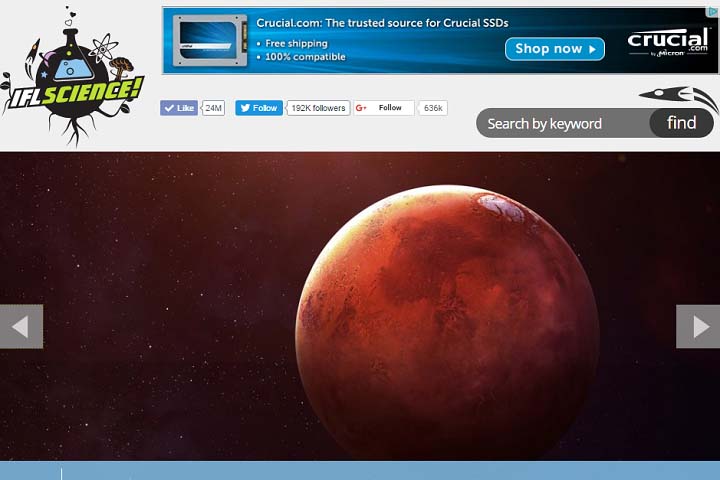 Crucial.com: The trusted source for Crucial SSDs
• Free shipping
• 100% compatible
Shop now
crucial
.com
by Micron
IFLSCIENCE!
Like 24M
Follow 192K followers
G+ Follow 636k
Search by keyword find